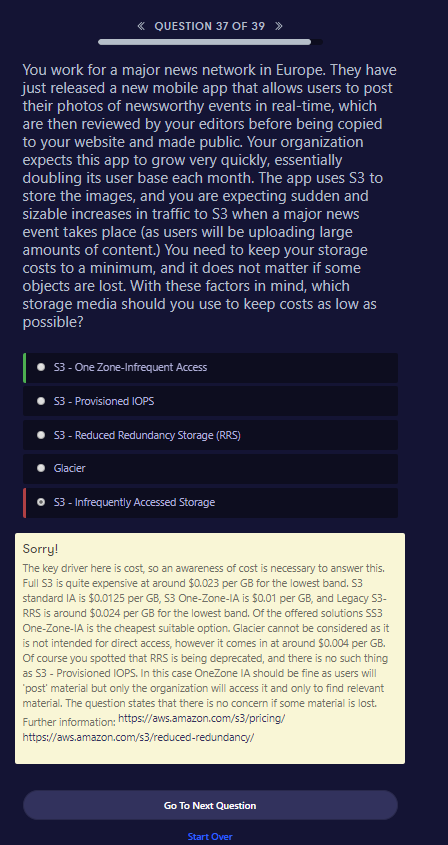 « QUESTION 37 OF 39 »
You work for a major news network in Europe. They have
just released a new mobile app that allows users to post
their photos of newsworthy events in real-time, which
are then reviewed by your editors before being copied
to your website and made public. Your organization
expects this app to grow very quickly, essentially
doubling its user base each month. The app uses S3 to
store the images, and you are expecting sudden and
sizable increases in traffic to S3 when a major news
event takes place (as users will be uploading large
amounts of content.) You need to keep your storage
costs to a minimum, and it does not matter if some
objects are lost. With these factors in mind, which
storage media should you use to keep costs as low as
possible?
S3 - One Zone-Infrequent Access
S3 - Provisioned IOPS
S3 - Reduced Redundancy Storage (RRS)
Glacier
S3 - Infrequently Accessed Storage
Sorry!
The key driver here is cost, so an awareness of cost is necessary to answer this.
Full S3 is quite expensive at around $0.023 per GB for the lowest band. S3
standard IA is $0.0125 per GB, S3 One-Zone-IA is $0.01 per GB, and Legacy S3-
RRS is around $0.024 per GB for the lowest band. Of the offered solutions SS3
One-Zone-IA is the cheapest suitable option. Glacier cannot be considered as it
is not intended for direct access, however it comes in at around $0.004 per GB.
Of course you spotted that RRS is being deprecated, and there is no such thing
as S3 - Provisioned IOPS. In this case OneZone IA should be fine as users will
'post' material but only the organization will access it and only to find relevant
material. The question states that there is no concern if some material is lost.
Further information: https://aws.amazon.com/s3/pricing/
https://aws.amazon.com/s3/reduced-redundancy/
Go To Next Question
Start Over